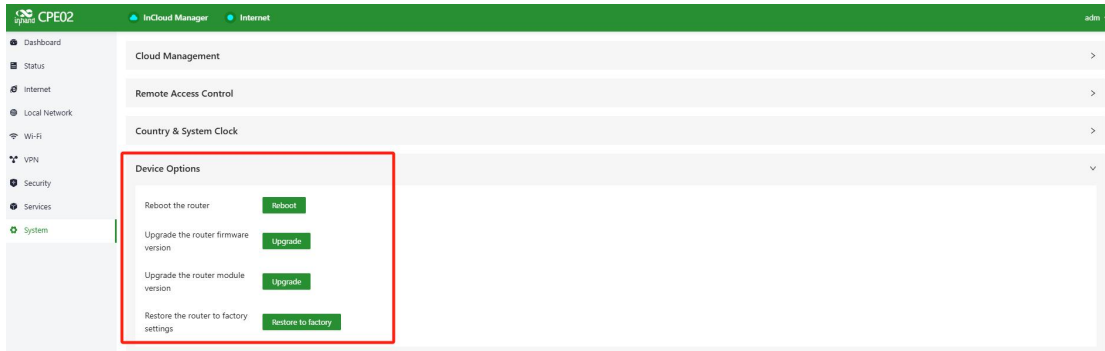 inhand CPE02
InCloud Manager
Internet
adm
Dashboard
Status
Internet
Local Network
Wi-Fi
VPN
Security
Services
System
Cloud Management
Remote Access Control
Country & System Clock
Device Options
Reboot the router
Reboot
Upgrade the router firmware
version
Upgrade
Upgrade the router module
version
Upgrade
Restore the router to factory
settings
Restore to factory